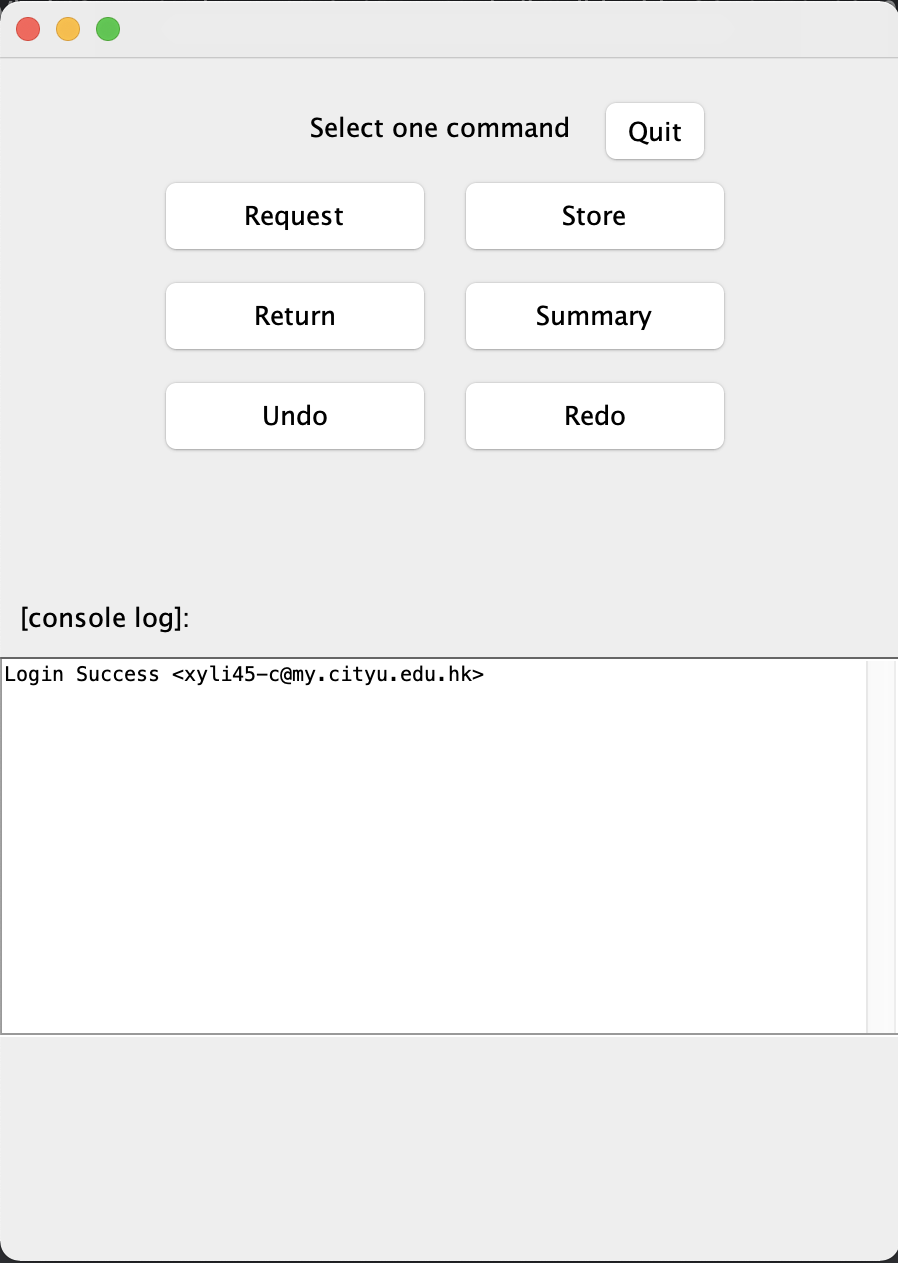 Select one command
Quit
Request
Store
Return
Summary
Undo
Redo
[console log]:
Login Success <xyli45-c@my.cityu.edu.hk>